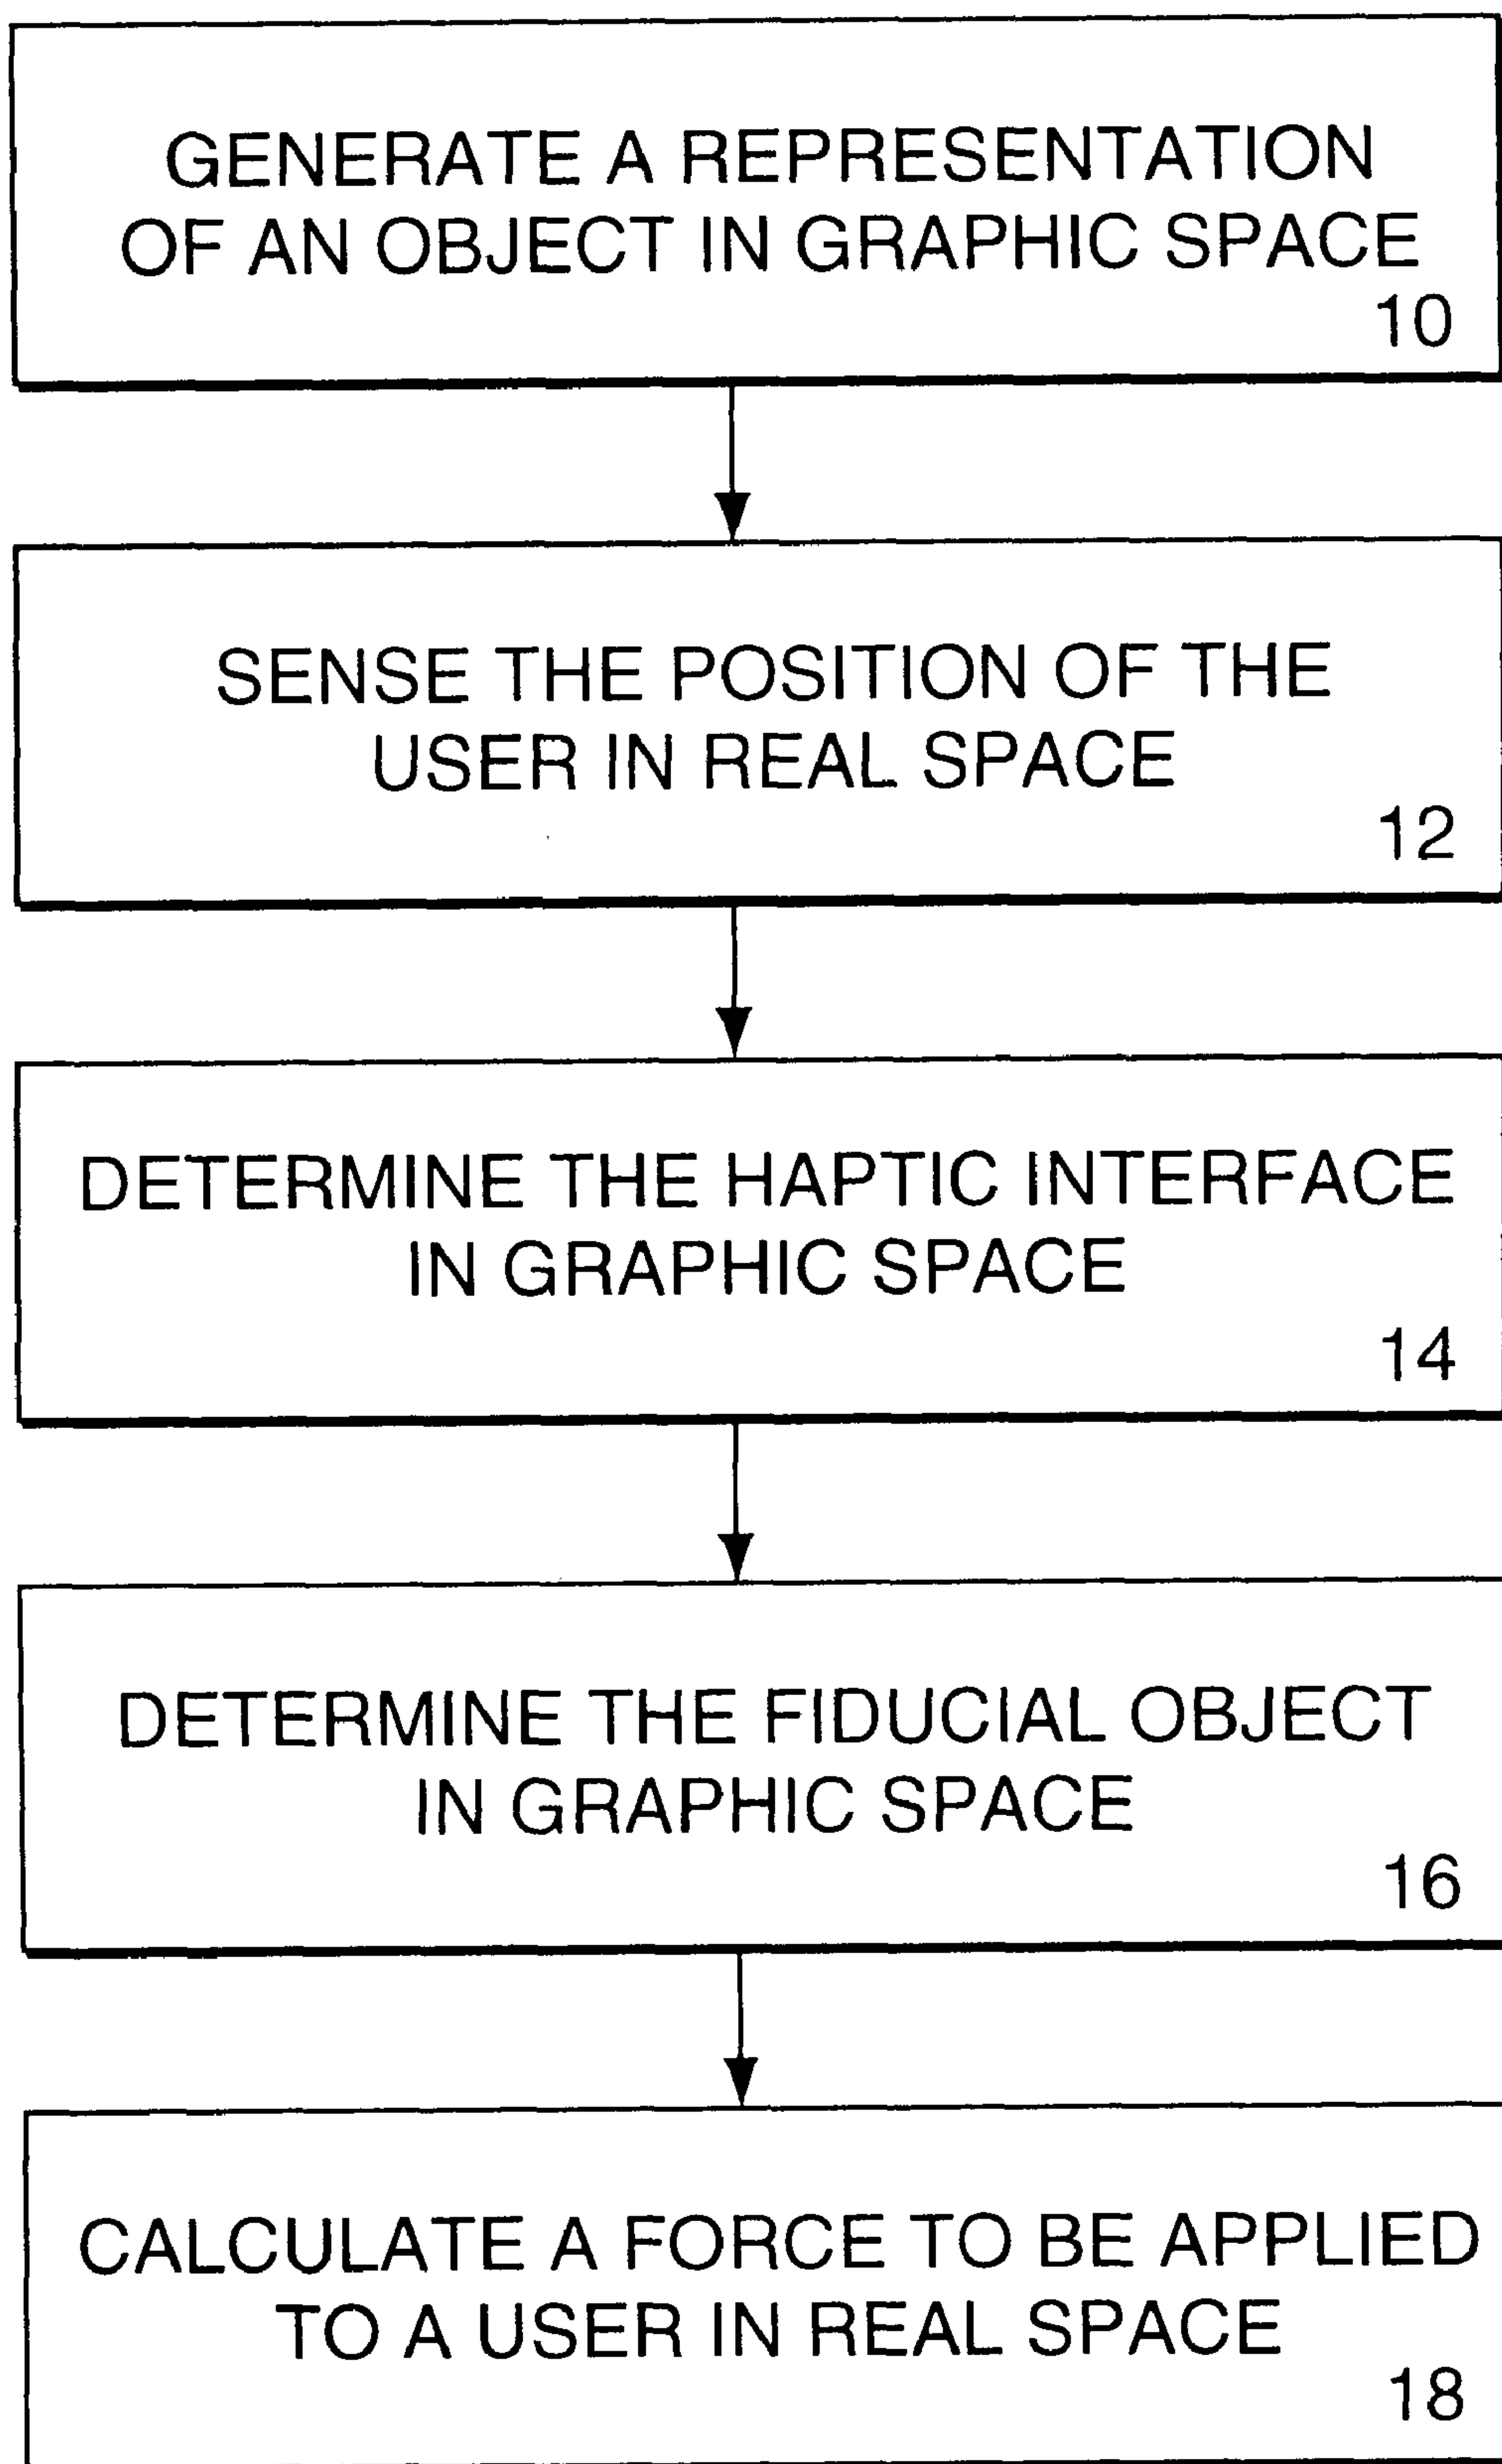 GENERATE A REPRESENTATION
OF AN OBJECT IN GRAPHIC SPACE
10
SENSE THE POSITION OF THE
USER IN REAL SPACE
12
DETERMINE THE HAPTIC INTERFACE
IN GRAPHIC SPACE
14
DETERMINE THE FIDUCIAL OBJECT
IN GRAPHIC SPACE
16
CALCULATE A FORCE TO BE APPLIED
TO A USER IN REAL SPACE
18